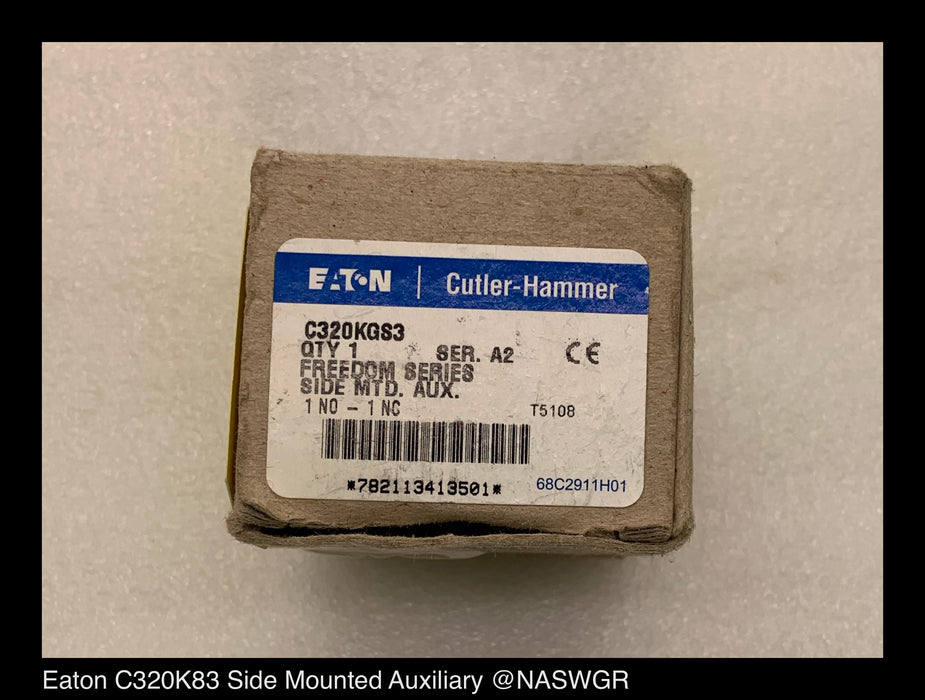 EATON | Cutler-Hammer
C320KGS3
QTY 1 SER. A2 CE
FREEDOM SERIES
SIDE MTD. AUX.
1 NO - 1 NC T5108
*782113413501*
68C2911H01
Eaton C320K83 Side Mounted Auxiliary @NASWGR